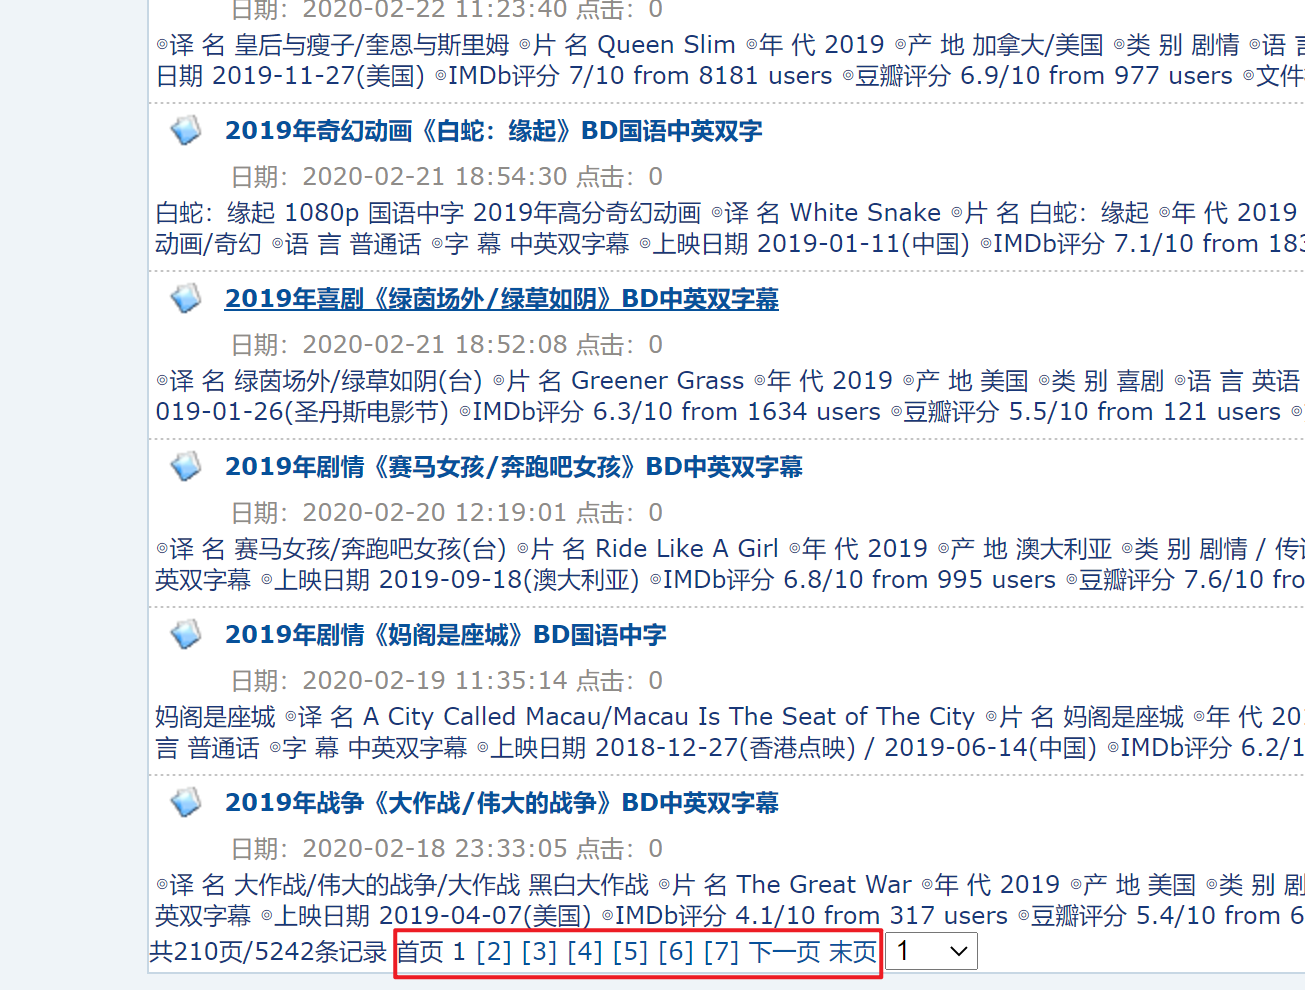 日期：2020-02-22 11:23:40 点击：0
◎译 名 皇后与瘦子/奎恩与斯里姆 ◎片 名 Queen Slim ◎年 代 2019 ◎产 地 加拿大/美国 ◎类 别 剧情 ◎语
日期 2019-11-27(美国) ◎IMDb评分 7/10 from 8181 users ◎豆瓣评分 6.9/10 from 977 users ◎文件
2019年奇幻动画《白蛇：缘起》BD国语中英双字
日期：2020-02-21 18:54:30 点击：0
白蛇：缘起 1080p 国语中字 2019年高分奇幻动画 ◎译 名 White Snake ◎片 名 白蛇：缘起 ◎年 代 2019
动画/奇幻 ◎语 言 普通话 ◎字 幕 中英双字幕 ◎上映日期 2019-01-11(中国) ◎IMDb评分 7.1/10 from 183
2019年喜剧《绿茵场外/绿草如阴》BD中英双字幕
日期：2020-02-21 18:52:08 点击：0
◎译 名 绿茵场外/绿草如阴(台) ◎片 名 Greener Grass ◎年 代 2019 ◎产 地 美国 ◎类 别 喜剧 ◎语 言 英语
019-01-26(圣丹斯电影节) ◎IMDb评分 6.3/10 from 1634 users ◎豆瓣评分 5.5/10 from 121 users ◎
2019年剧情《赛马女孩/奔跑吧女孩》BD中英双字幕
日期：2020-02-20 12:19:01 点击：0
◎译 名 赛马女孩/奔跑吧女孩(台) ◎片 名 Ride Like A Girl ◎年 代 2019 ◎产 地 澳大利亚 ◎类 别 剧情 / 传
英双字幕 ◎上映日期 2019-09-18(澳大利亚) ◎IMDb评分 6.8/10 from 995 users ◎豆瓣评分 7.6/10 fro
2019年剧情《妈阁是座城》BD国语中字
日期：2020-02-19 11:35:14 点击：0
妈阁是座城 ◎译 名 A City Called Macau/Macau Is The Seat of The City ◎片 名 妈阁是座城 ◎年 代 201
言 普通话 ◎字 幕 中英双字幕 ◎上映日期 2018-12-27(香港点映) / 2019-06-14(中国) ◎IMDb评分 6.2/1
2019年战争《大作战/伟大的战争》BD中英双字幕
日期：2020-02-18 23:33:05 点击：0
◎译 名 大作战/伟大的战争/大作战 黑白大作战 ◎片 名 The Great War ◎年 代 2019 ◎产 地 美国 ◎类 别 剧
英双字幕 ◎上映日期 2019-04-07(美国) ◎IMDb评分 4.1/10 from 317 users ◎豆瓣评分 5.4/10 from 6
共210页/5242条记录 首页 1 [2] [3] [4] [5] [6] [7] 下一页 末页 1